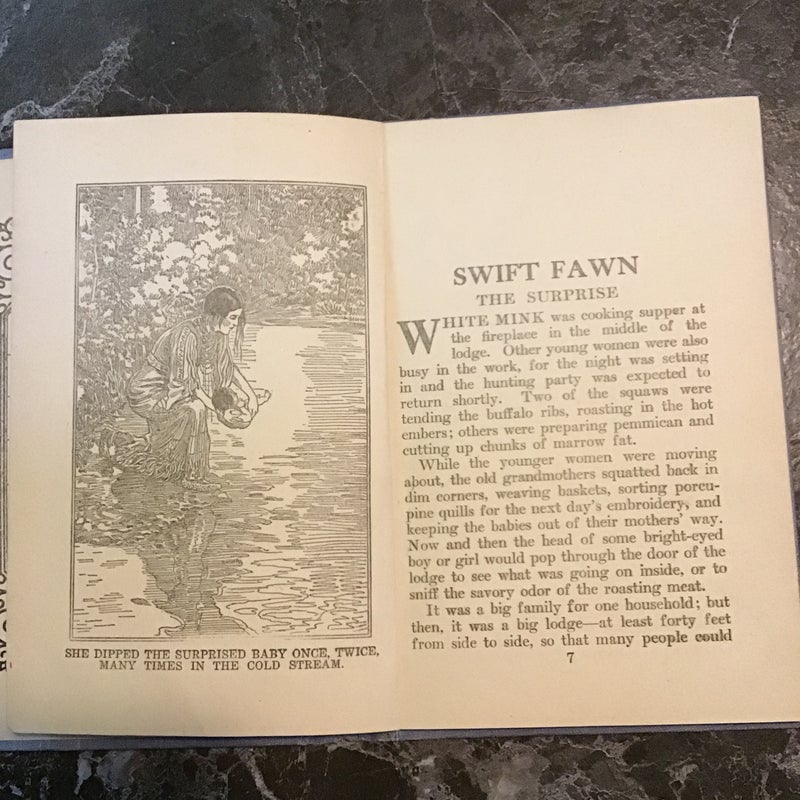 SHE DIPPED THE SURPRISED BABY ONCE, TWICE,
MANY TIMES IN THE COLD STREAM.
SWIFT FAWN
THE SURPRISE
WHITE MINK was cooking supper at
the fireplace in the middle of the
lodge. Other young women were also
busy in the work, for the night was setting
in and the hunting party was expected to
return shortly. Two of the squaws were
tending the buffalo ribs, roasting in the hot
embers; others were preparing pemmican and
cutting up chunks of marrow fat.
While the younger women were moving
about, the old grandmothers squatted back in
dim corners, weaving baskets, sorting porcu-
pine quills for the next day's embroidery, and
keeping the babies out of their mothers' way.
Now and then the head of some bright-eyed
boy or girl would pop through the door of the
lodge to see what was going on inside, or to
sniff the savory odor of the roasting meat.
It was a big family for one household; but
then, it was a big lodge—at least forty feet
from side to side, so that many people could
7